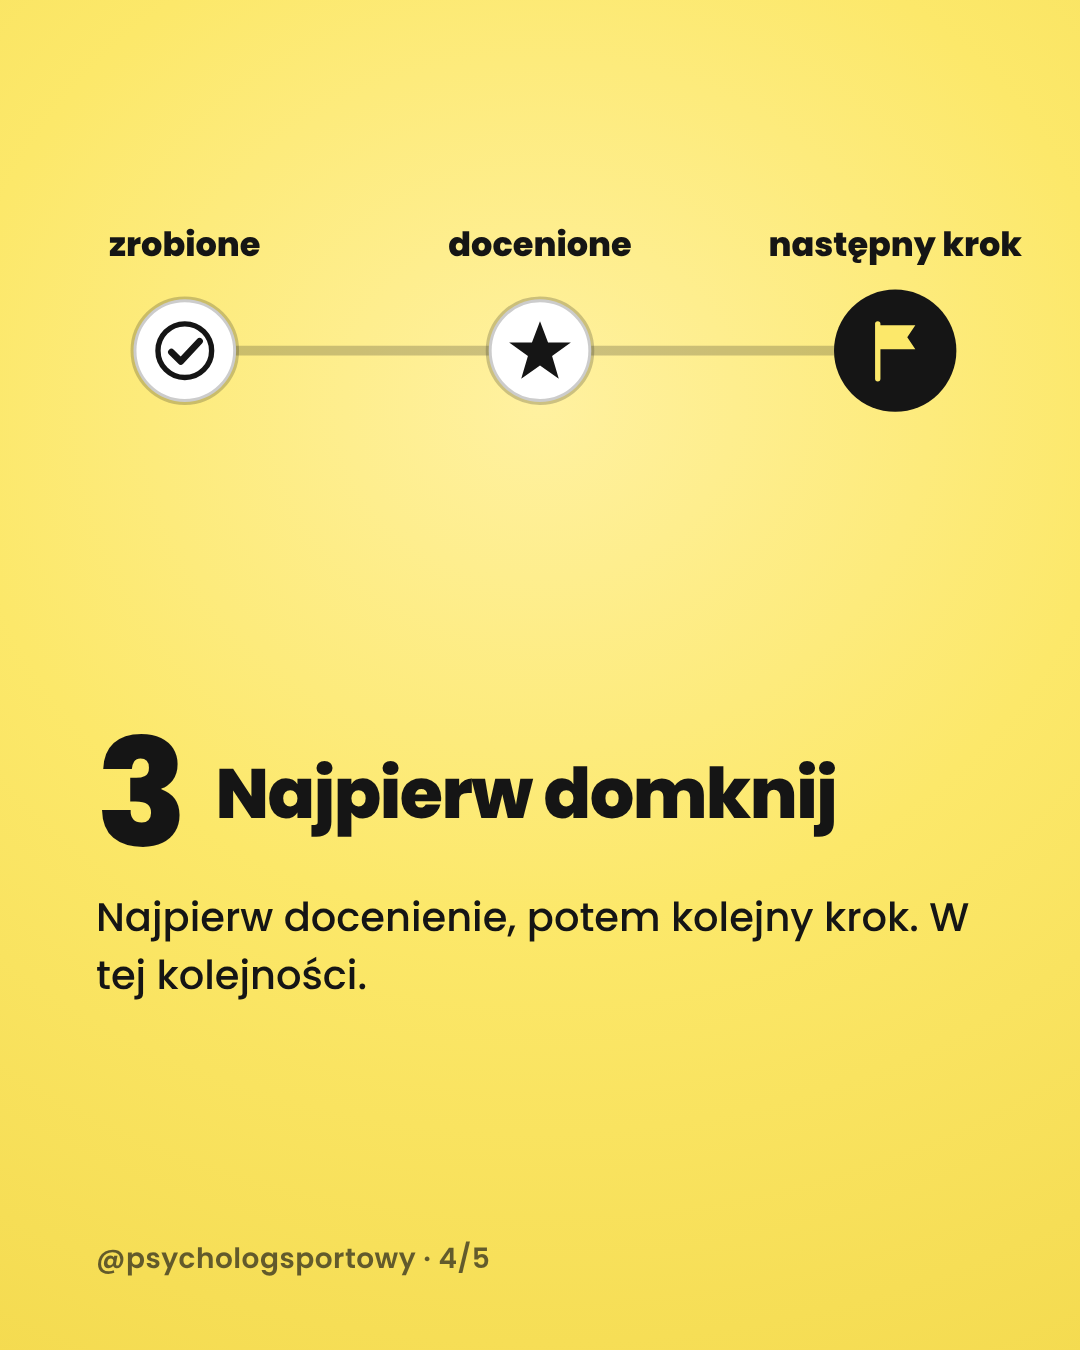 zrobione docenione następny krok
3 Najpierw domknij
Najpierw docenienie, potem kolejny krok. W
tej kolejności.
@psychologsportowy · 4/5